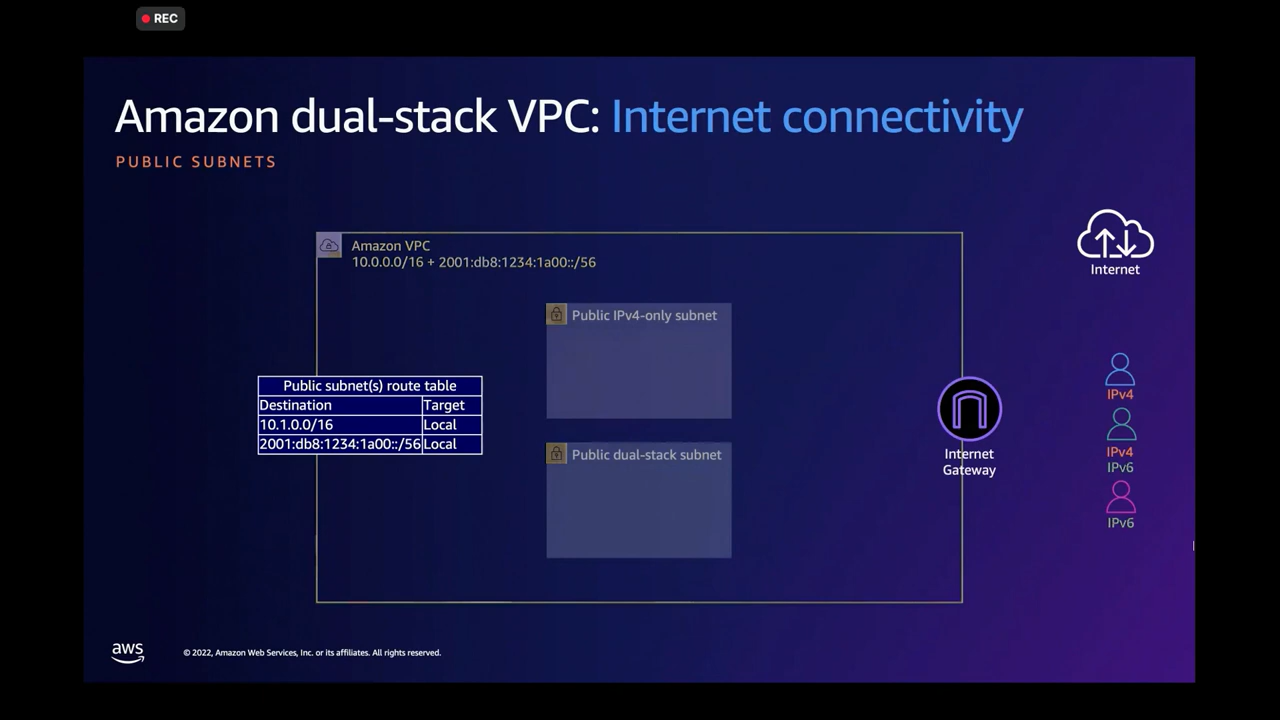 REC
Amazon dual-stack VPC: Internet connectivity
PUBLIC SUBNETS
Internet
Amazon VPC
10.0.0.0/16 + 2001:db8:1234:1a00::/56
Public IPv4-only subnet
Public subnet(s) route table
Destination Target
10.1.0.0/16 Local
2001:db8:1234:1a00::/56 Local
Public dual-stack subnet
Internet
Gateway
IPv4
IPv4
IPv6
IPv6
aws
© 2022, Amazon Web Services, Inc. or its affiliates. All rights reserved.